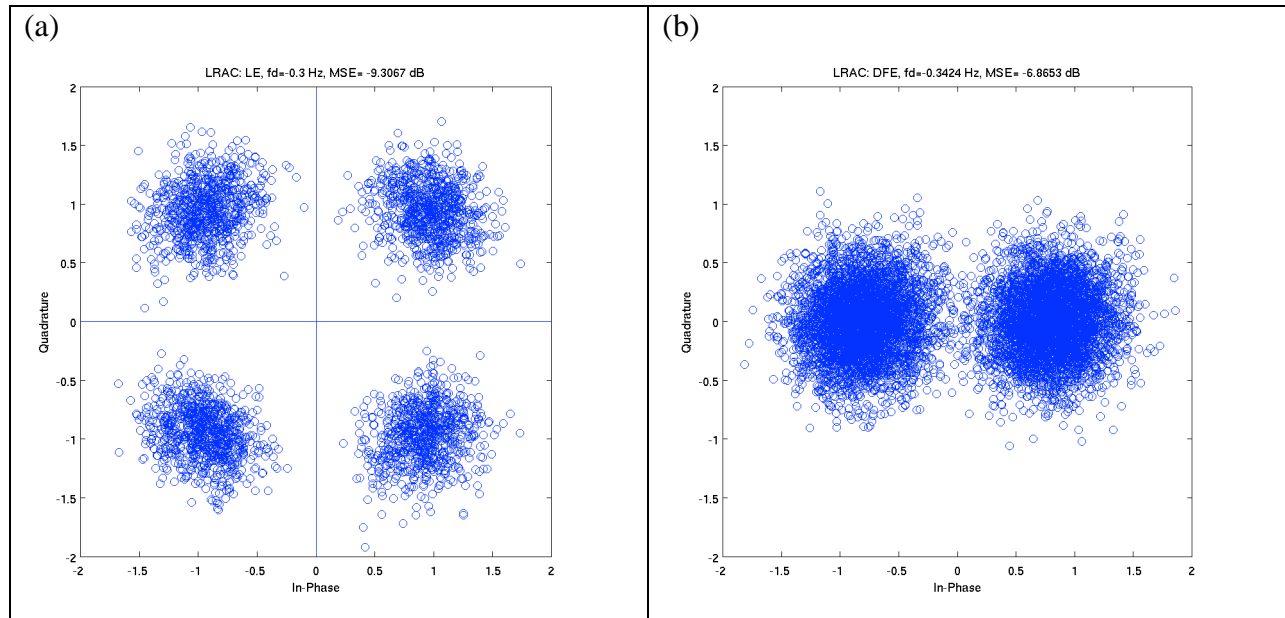 (a)
LRAC: LE, fd=-0.3 Hz, MSE= -9.3067 dB
2
1.5
1
0.5
0
-0.5
-1
-1.5
-2
Quadrature
-2 -1.5 -1 -0.5 0 0.5 1 1.5 2
In-Phase
(b)
LRAC: DFE, fd=-0.3424 Hz, MSE= -6.8653 dB
2
1.5
1
0.5
0
-0.5
-1
-1.5
-2
Quadrature
-2 -1.5 -1 -0.5 0 0.5 1 1.5 2
In-Phase